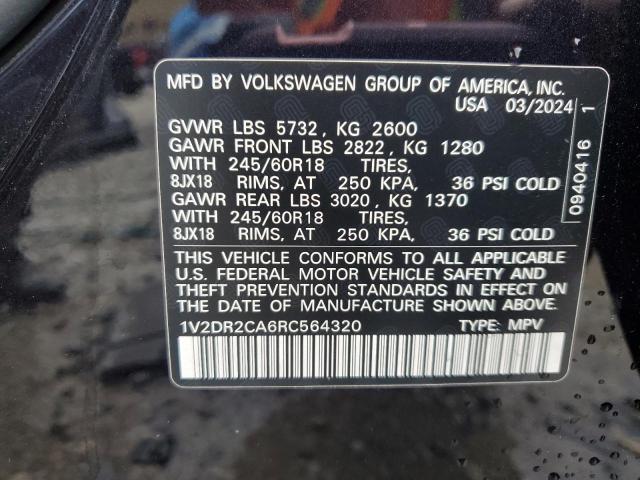 MFD BY VOLKSWAGEN GROUP OF AMERICA, INC.
USA 03/2024
GVWR LBS 5732, KG 2600
GAWR FRONT LBS 2822, KG 1280
WITH 245/60R18 TIRES,
8JX18 RIMS, AT 250 KPA, 36 PSI COLD
GAWR REAR LBS 3020, KG 1370
WITH 245/60R18 TIRES,
8JX18 RIMS, AT 250 KPA, 36 PSI COLD
0940416 1
THIS VEHICLE CONFORMS TO ALL APPLICABLE
U.S. FEDERAL MOTOR VEHICLE SAFETY AND
THEFT PREVENTION STANDARDS IN EFFECT ON
THE DATE OF MANUFACTURE SHOWN ABOVE.
1V2DR2CA6RC564320 TYPE: MPV